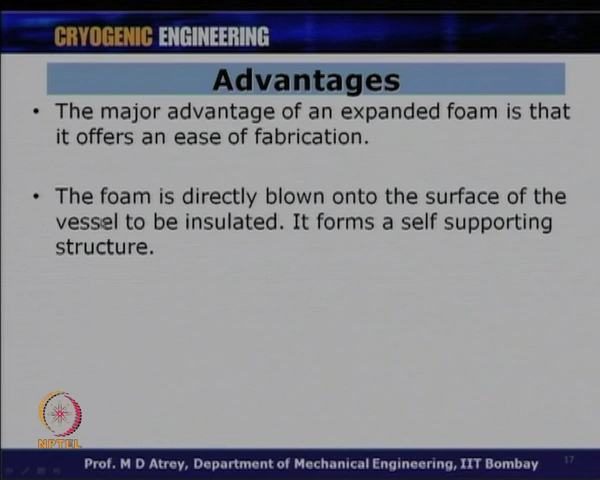 CRYOGENIC ENGINEERING
Advantages
• The major advantage of an expanded foam is that
it offers an ease of fabrication.
• The foam is directly blown onto the surface of the
vessel to be insulated. It forms a self supporting
structure.
NPTEL
Prof. M D Atrey, Department of Mechanical Engineering, IIT Bombay
17